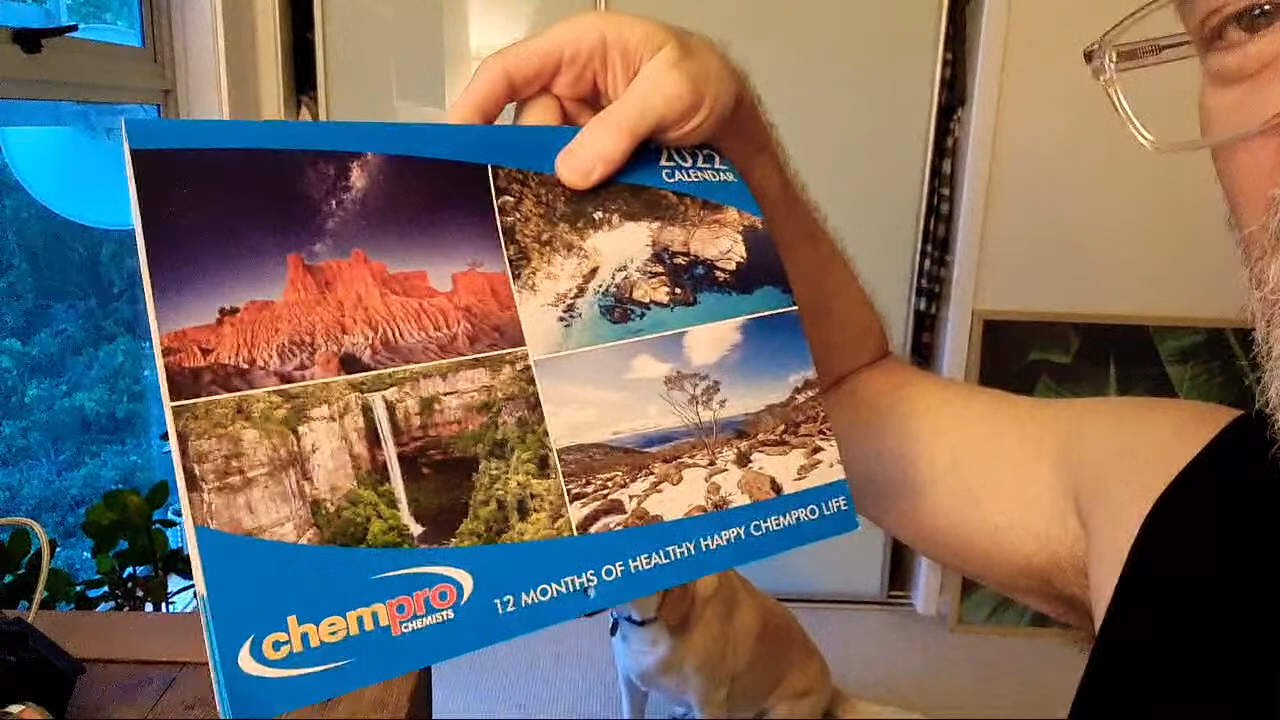 2022
CALENDAR
12 MONTHS OF HEALTHY HAPPY CHEMPRO LIFE
chempro
CHEMISTS